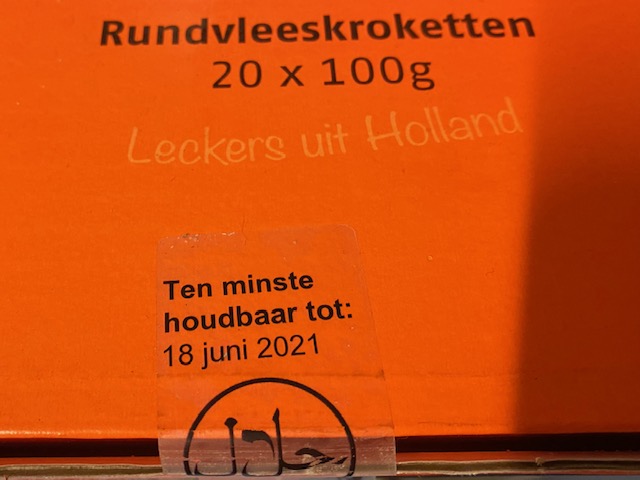 Rundvleeskroketten
20 x 100g
Leckers uit Holland
Ten minste
houdbaar tot:
18 juni 2021
حلال